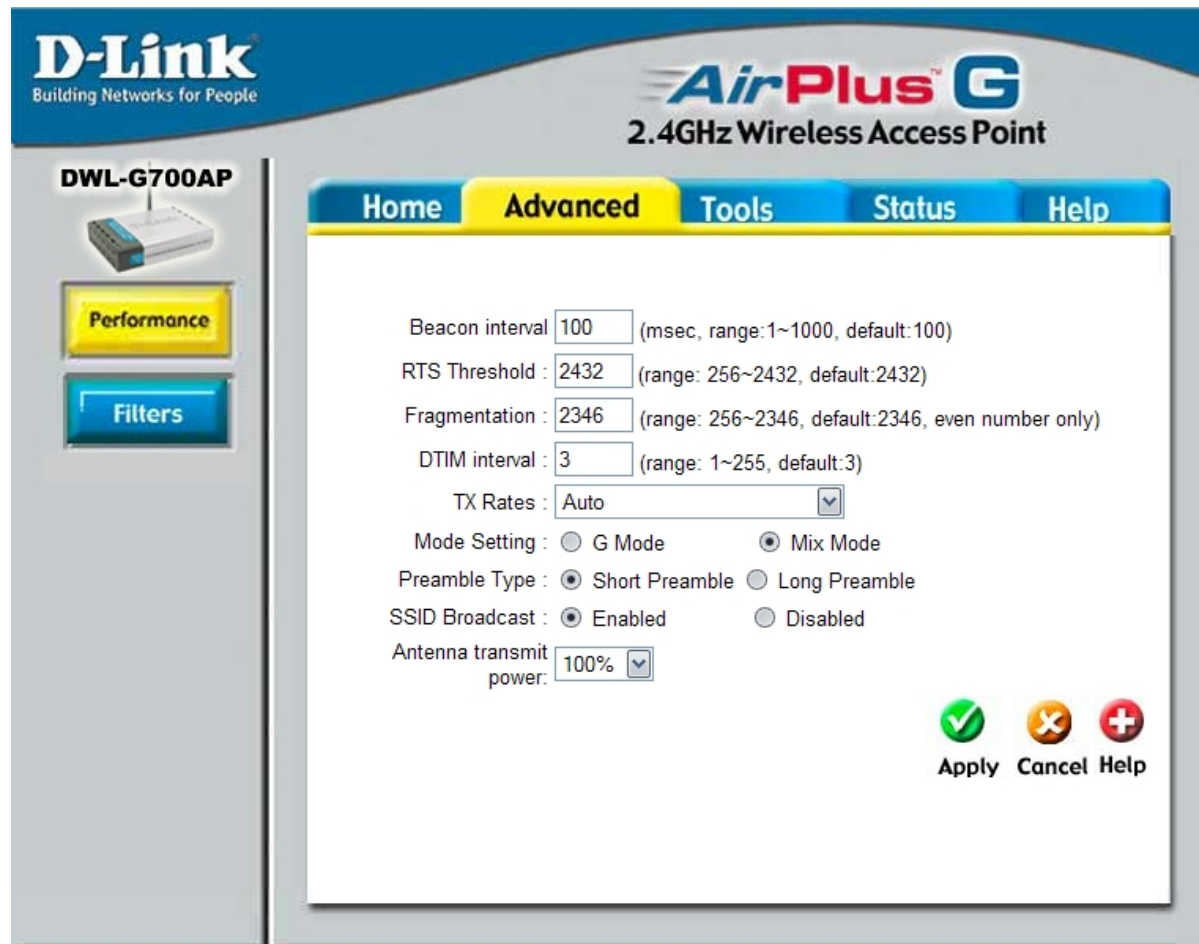 D-Link
Building Networks for People
AirPlus™ G
2.4GHz Wireless Access Point
DWL-G700AP
Home Advanced Tools Status Help
Performance
Filters
Beacon interval 100 (msec, range:1~1000, default:100)
RTS Threshold : 2432 (range: 256~2432, default:2432)
Fragmentation : 2346 (range: 256~2346, default:2346, even number only)
DTIM interval : 3 (range: 1~255, default:3)
TX Rates : Auto
Mode Setting : G Mode Mix Mode
Preamble Type : Short Preamble Long Preamble
SSID Broadcast : Enabled Disabled
Antenna transmit
power: 100%
Apply Cancel Help